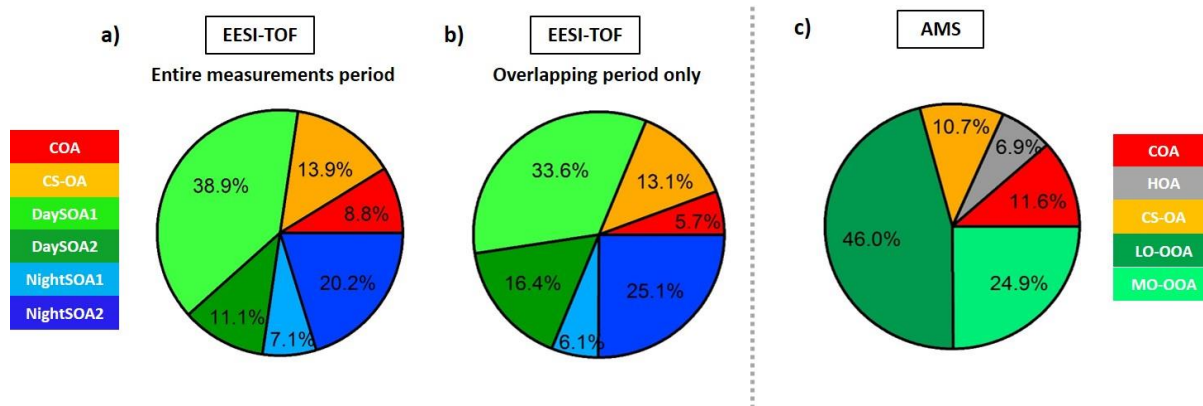 a)
EESI-TOF
Entire measurements period
b)
EESI-TOF
Overlapping period only
c)
AMS
COA
CS-OA
DaySOA1
DaySOA2
NightSOA1
NightSOA2
38.9%
13.9%
8.8%
20.2%
7.1%
11.1%
33.6%
13.1%
5.7%
25.1%
6.1%
16.4%
10.7%
6.9%
11.6%
24.9%
46.0%
COA
HOA
CS-OA
LO-OOA
MO-OOA